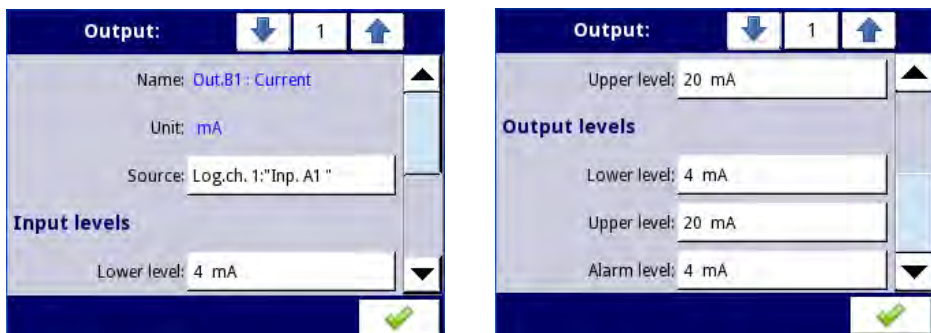 Output: 1
Name: Out.B1 : Current
Unit: mA
Source: Log.ch. 1:"Inp. A1 "
Input levels
Lower level: 4 mA
Output: 1
Upper level: 20 mA
Output levels
Lower level: 4 mA
Upper level: 20 mA
Alarm level: 4 mA